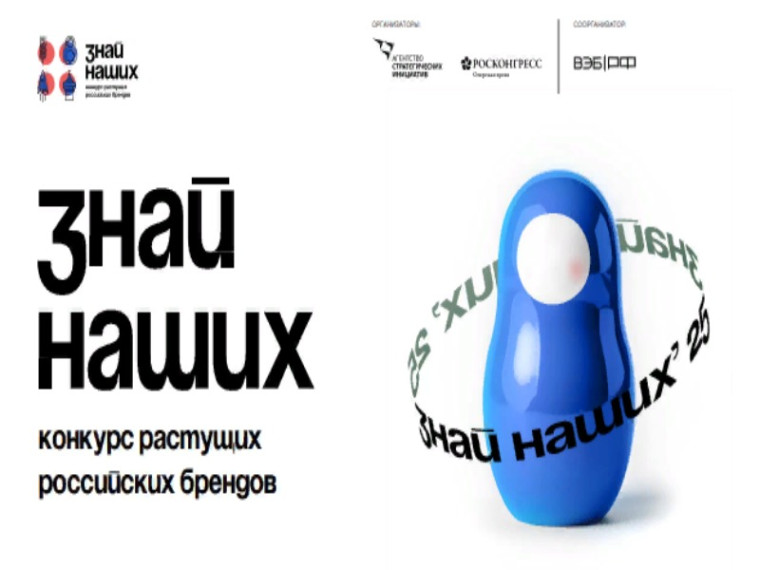 знай
наших
конкурс растущих
российских брендов
ОРГАНИЗАТОРЫ:
АГЕНТСТВО
СТРАТЕГИЧЕСКИХ
ИНИЦИАТИВ
РОСКОНГРЕСС
СООРГАНИЗАТОР:
ВЭБ|РФ
знай
наших
конкурс растущих
российских брендов
знай наших’ 25
знай наших’ 25